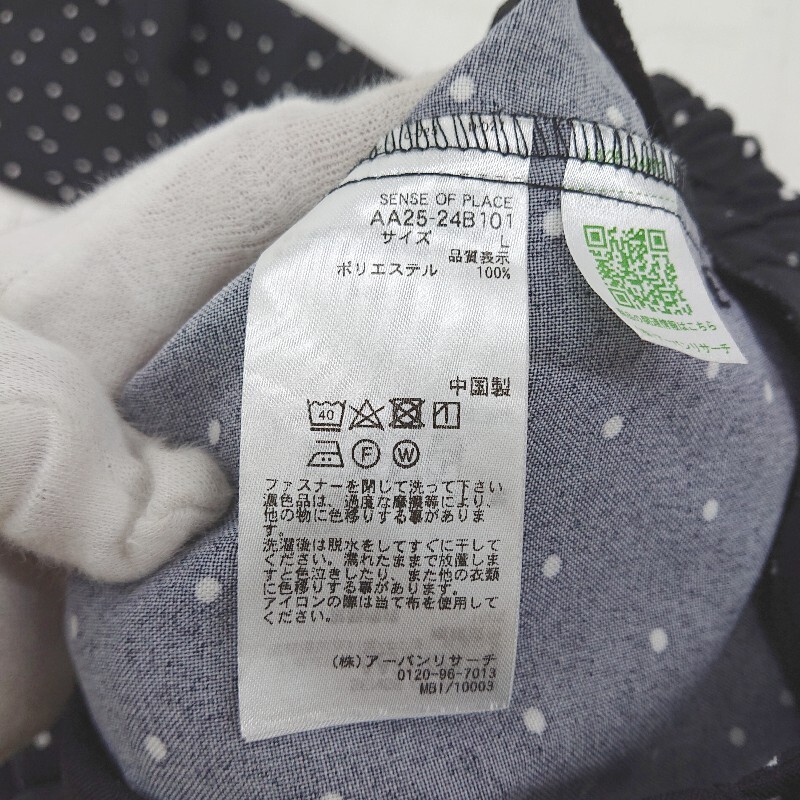 SENSE OF PLACE
AA25-24B101
サイズ L
品質表示
ポリエステル 100%
中国製
40
F W
ファスナーを閉じて洗って下さい
濃色品は、過度な摩擦等により、
他の物に色移りする事がありま
す。
洗濯後は脱水をしてすぐに干して
ください。濡れたままで放置しま
すと色泣きしたり、また他の衣類
に色移りする事があります。
アイロンの際は当て布を使用して
ください。
(株)アーバンリサーチ
0120-96-7013
MBI/10003
はこちら
ーバンリサーチ